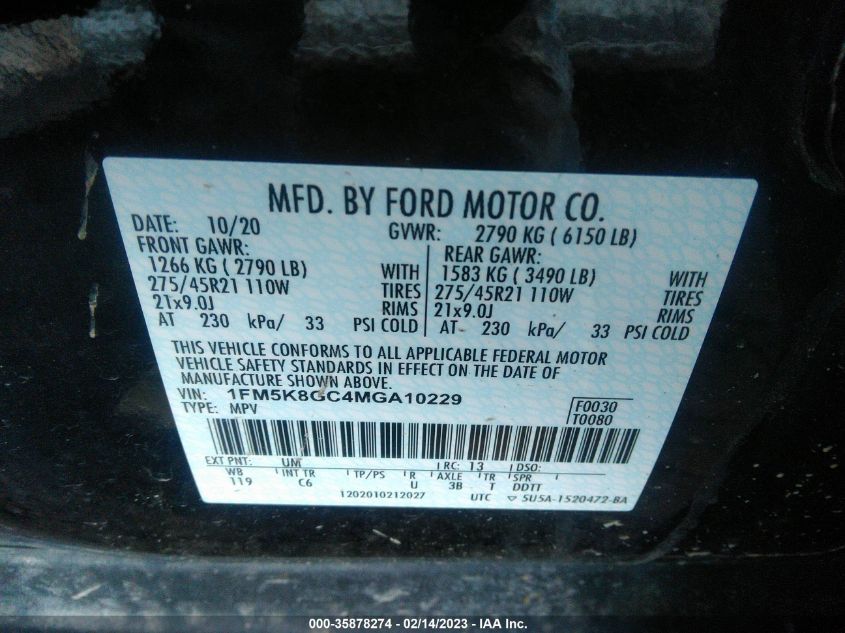 MFD. BY FORD MOTOR CO.
DATE: 10/20 GVWR: 2790 KG ( 6150 LB)
FRONT GAWR: REAR GAWR:
1266 KG ( 2790 LB) WITH 1583 KG ( 3490 LB) WITH
275/45R21 110W TIRES 275/45R21 110W TIRES
21x9.0J RIMS 21x9.0J RIMS
AT 230 kPa/ 33 PSI COLD AT 230 kPa/ 33 PSI COLD
THIS VEHICLE CONFORMS TO ALL APPLICABLE FEDERAL MOTOR
VEHICLE SAFETY STANDARDS IN EFFECT ON THE DATE OF
MANUFACTURE SHOWN ABOVE.
VIN: 1FM5K8GC4MGA10229 F0030
TYPE: MPV T0080
EXT PNT: UM RC: 13 DSO:
WB INT TR TP/PS R AXLE TR SPR
119 C6 U 3B T DDTT
1202010212027 UTC ▽ 5U5A-1520472-BA
000-35878274 - 02/14/2023 - IAA Inc.